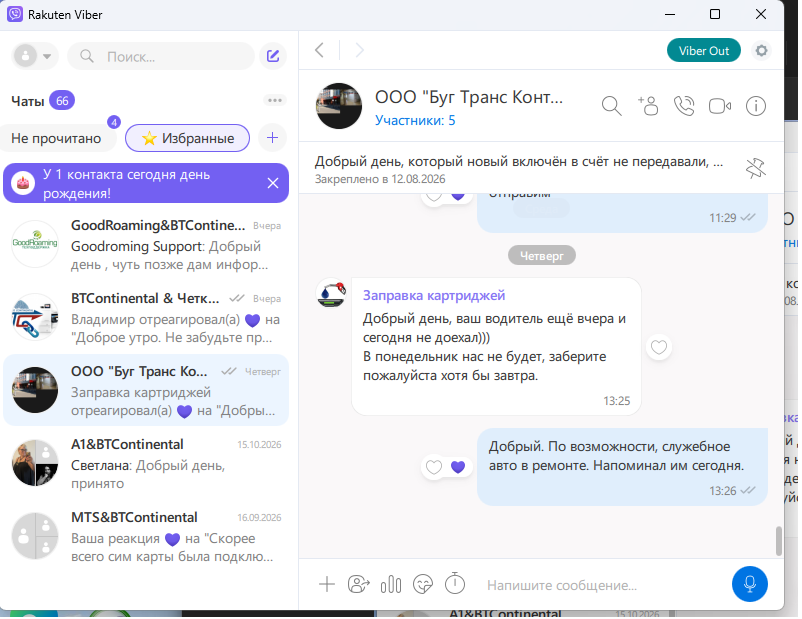 Rakuten Viber
Поиск...
Viber Out
Чаты 66
4
Не прочитано
⭐ Избранные
У 1 контакта сегодня день
рождения!
GoodRoaming&BTContine... Вчера
Goodroming Support: Добрый
день , чуть позже дам инфор...
GoodRoaming
BTContinental & Четк... Вчера
Владимир отреагировал(а) 💜 на
"Доброе утро. Не забудьте пр...
ООО "Буг Транс Ко... Четверг
Заправка картриджей
отреагировал(а) 💜 на "Добры...
A1&BTContinental 15.10.2026
Светлана: Добрый день,
принято
MTS&BTContinental 16.09.2026
Ваша реакция 💜 на "Скорее
всего сим карты была подклю...
ООО "Буг Транс Конт...
Участники: 5
Добрый день, который новый включён в счёт не передавали, ...
Закреплено в 12.08.2026
отправим
11:29
Четверг
Заправка картриджей
Добрый день, ваш водитель ещё вчера и
сегодня не доехал)))
В понедельник нас не будет, заберите
пожалуйста хотя бы завтра.
13:25
Добрый. По возможности, служебное
авто в ремонте. Напоминал им сегодня.
13:26
Напишите сообщение...
A1&BTContinental 15.10.2026